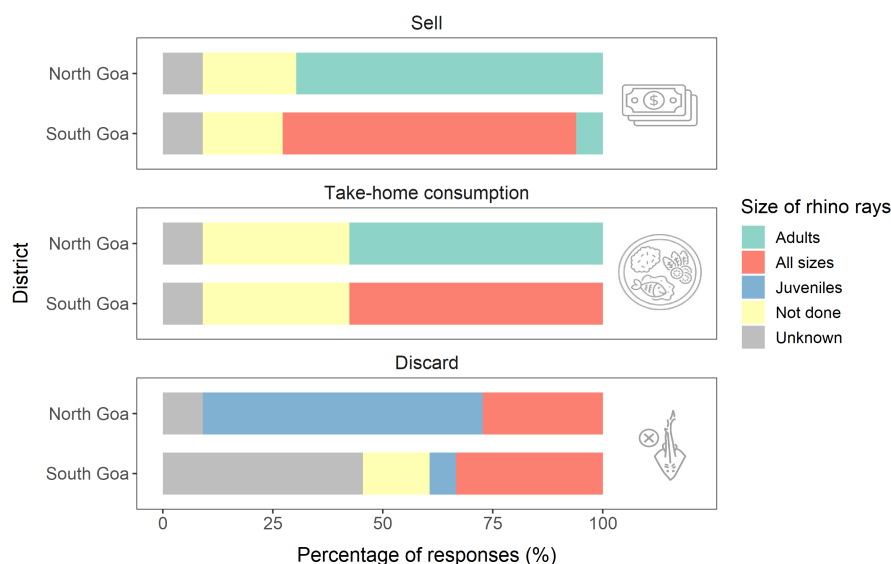 Sell
North Goa
South Goa
$
Take-home consumption
North Goa
South Goa
Discard
North Goa
South Goa
0 25 50 75 100
Percentage of responses (%)
District
Size of rhino rays
Adults
All sizes
Juveniles
Not done
Unknown